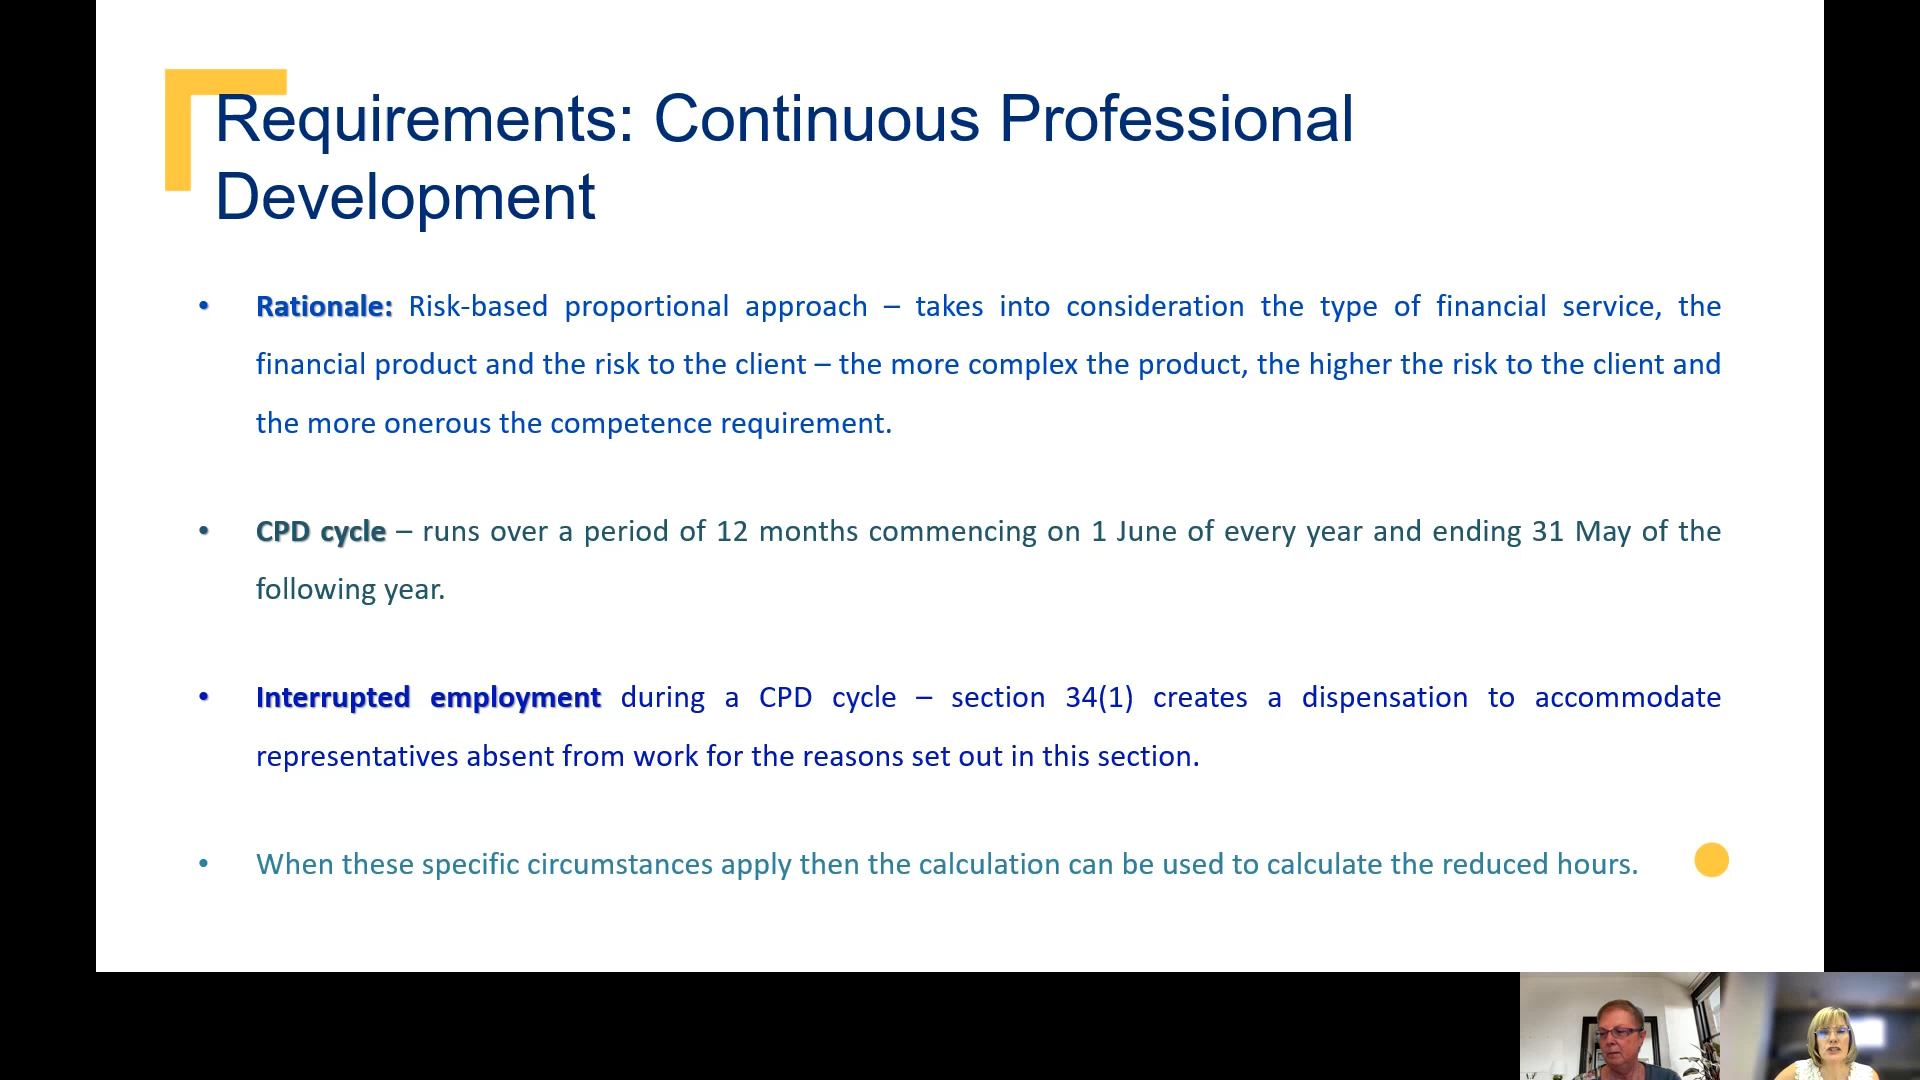 Requirements: Continuous Professional
Development
• Rationale: Risk-based proportional approach – takes into consideration the type of financial service, the
financial product and the risk to the client – the more complex the product, the higher the risk to the client and
the more onerous the competence requirement.
• CPD cycle – runs over a period of 12 months commencing on 1 June of every year and ending 31 May of the
following year.
• Interrupted employment during a CPD cycle – section 34(1) creates a dispensation to accommodate
representatives absent from work for the reasons set out in this section.
• When these specific circumstances apply then the calculation can be used to calculate the reduced hours.